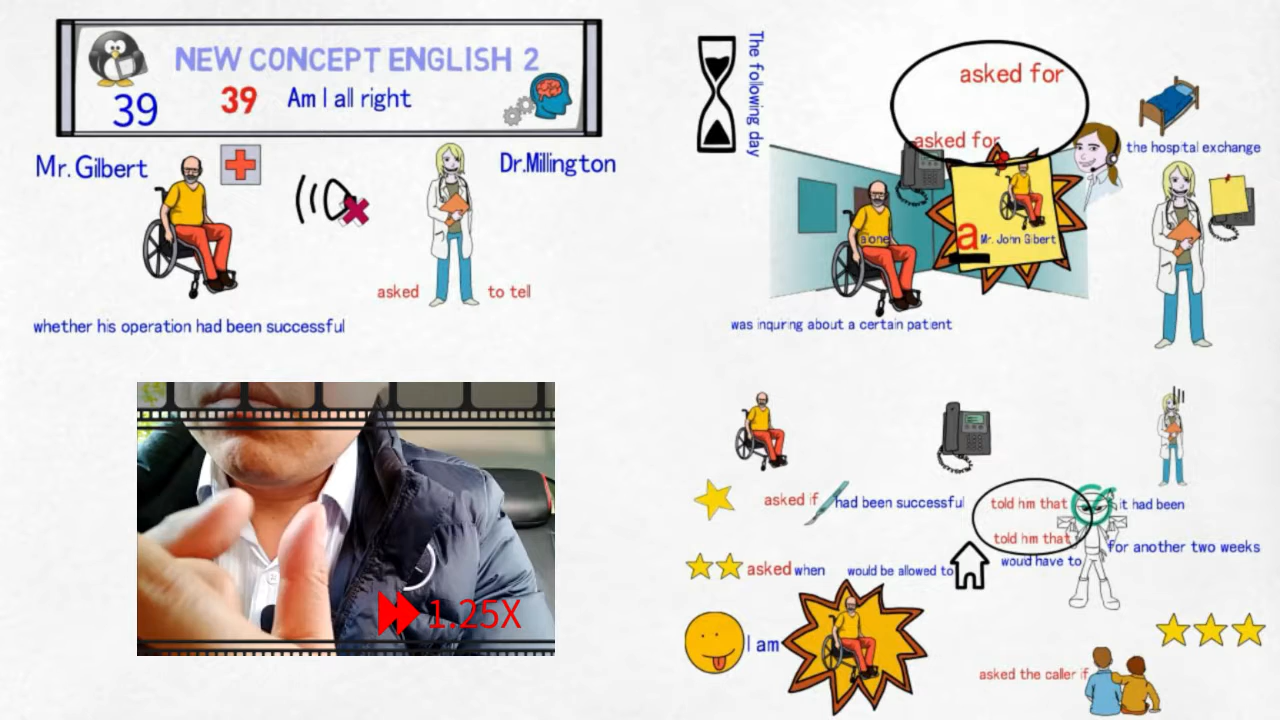 NEW CONCEPT ENGLISH 2
39
39 Am I all right
Mr. Gilbert
Dr.Millington
asked to tell
whether his operation had been successful
1.25X
The following day
asked for
asked for
the hospital exchange
alone
a Mr. John Gilbert
was inquiring about a certain patient
asked if had been successful told him that it had been
told him that
for another two weeks
asked when would be allowed to would have to
I am
asked the caller if